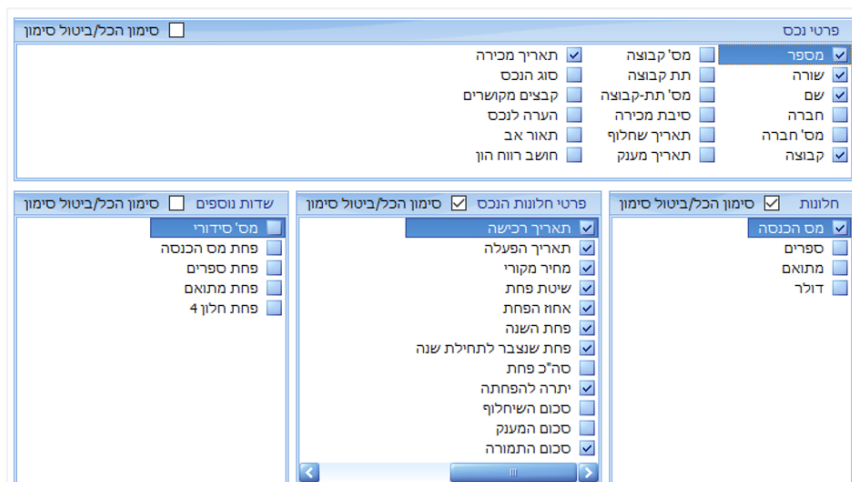 פרטי נכס סימון הכל/ביטול סימון
מספר מס' קבוצה תאריך מכירה
שורה תת קבוצה סוג הנכס
שם מס' תת-קבוצה קבצים מקושרים
חברה סיבת מכירה הערה לנכס
מס' חברה תאריך שחלוף תאור אב
קבוצה תאריך מענק חושב רווח הון
חלונות סימון הכל/ביטול סימון
מס הכנסה
ספרים
מתואם
דולר
פרטי חלונות הנכס סימון הכל/ביטול סימון
תאריך רכישה
תאריך הפעלה
מחיר מקורי
שיטת פחת
אחוז הפחת
פחת השנה
פחת שנצבר לתחילת שנה
סה"כ פחת
יתרה להפחתה
סכום השיחלוף
סכום המענק
סכום התמורה
שדות נוספים סימון הכל/ביטול סימון
מס' סידורי
פחת מס הכנסה
פחת ספרים
פחת מתואם
פחת חלון 4